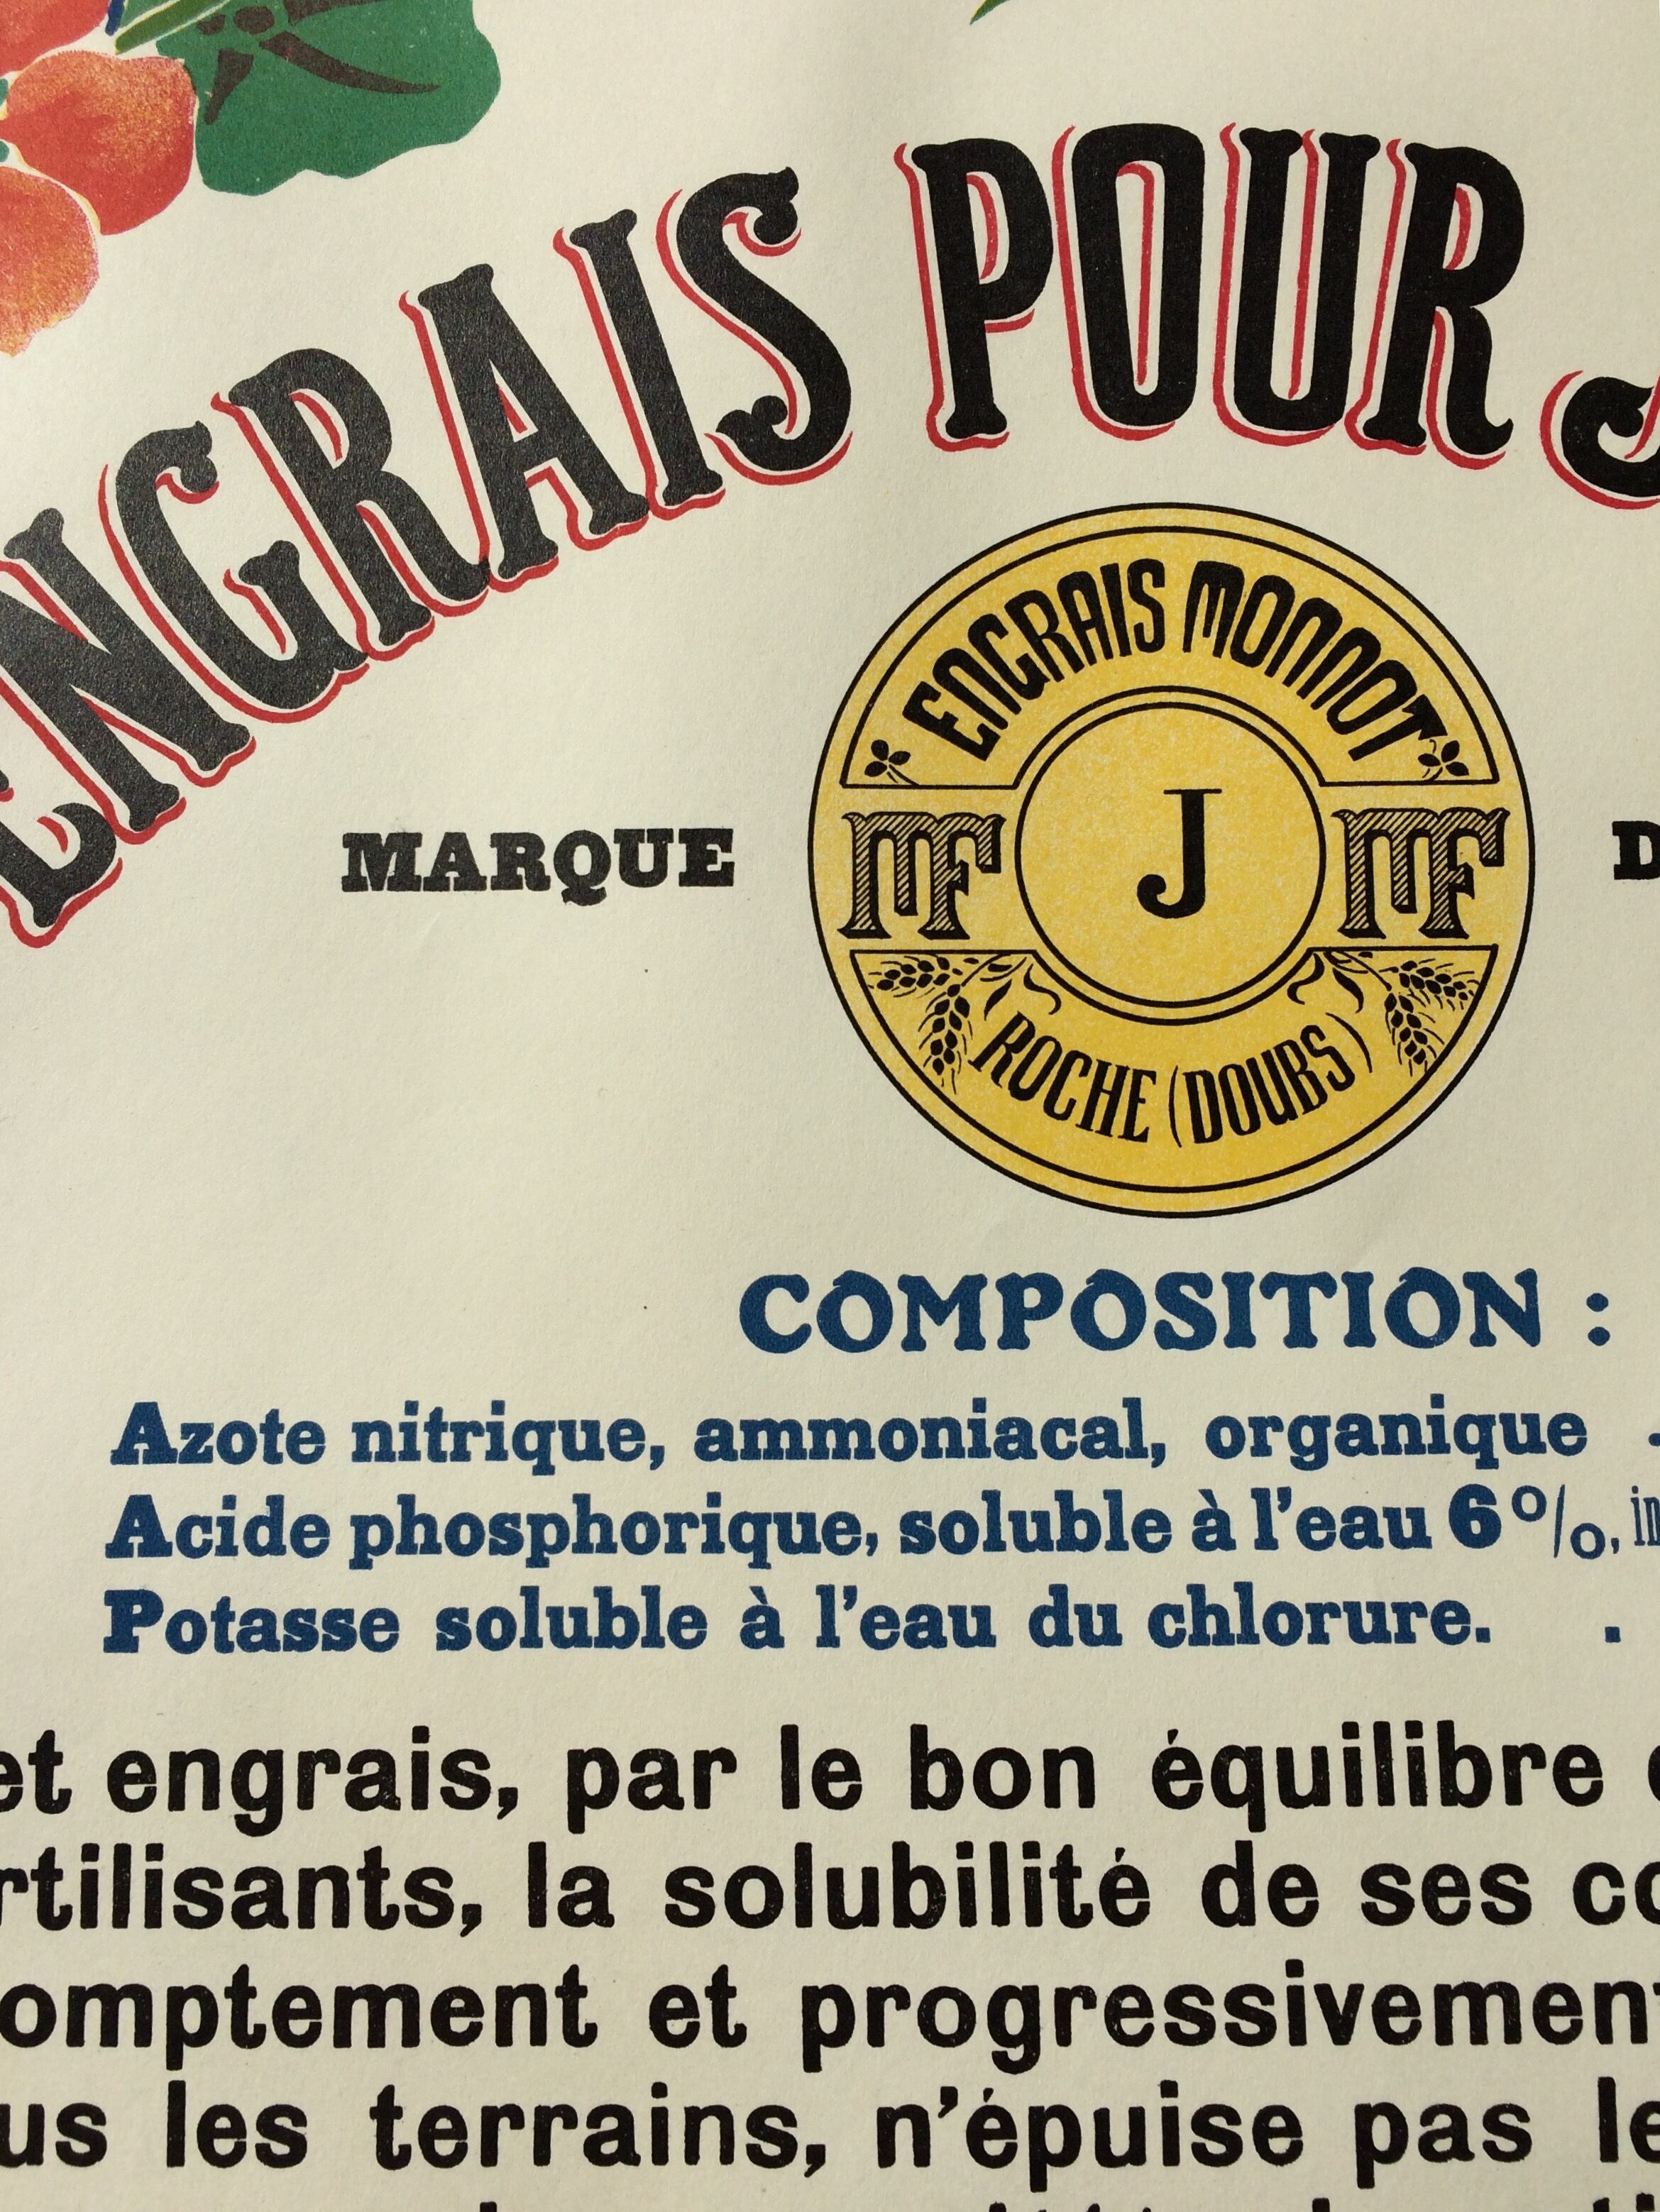 ENGRAIS POUR
ENGRAIS MONNOT
MARQUE
MF J MF
ROCHE (DOUBS)
COMPOSITION :
Azote nitrique, ammoniacal, organique .
Acide phosphorique, soluble à l'eau 6%, in
Potasse soluble à l'eau du chlorure. .
et engrais, par le bon équilibre
rtilisants, la solubilité de ses co
omptement et progressivement
us les terrains, n'épuise pas le